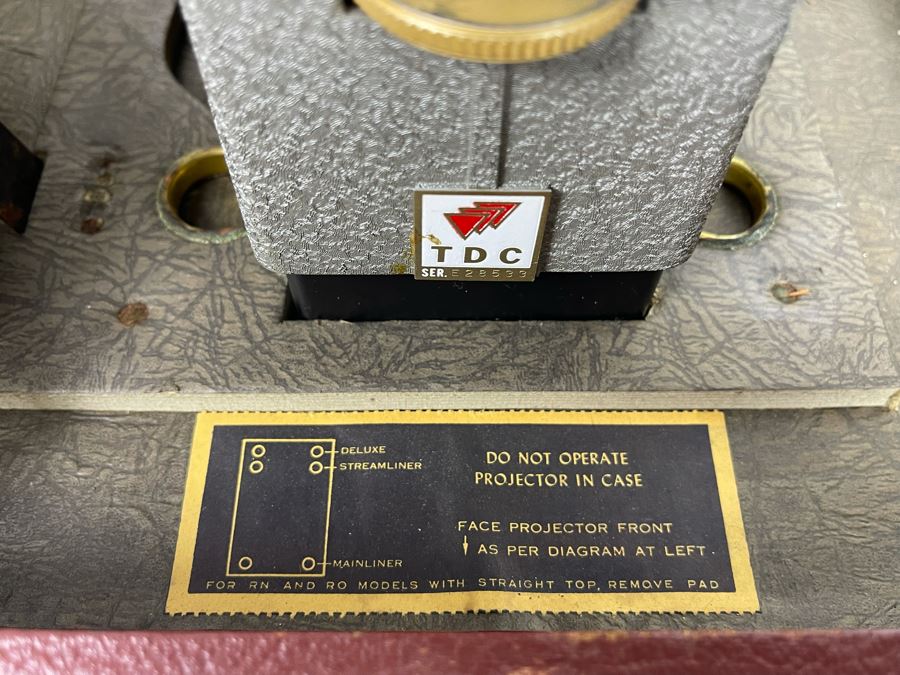 TDC
SER. E28533
DELUXE
STREAMLINER
MAINLINER
DO NOT OPERATE
PROJECTOR IN CASE
FACE PROJECTOR FRONT
AS PER DIAGRAM AT LEFT.
FOR RN AND RO MODELS WITH STRAIGHT TOP, REMOVE PAD